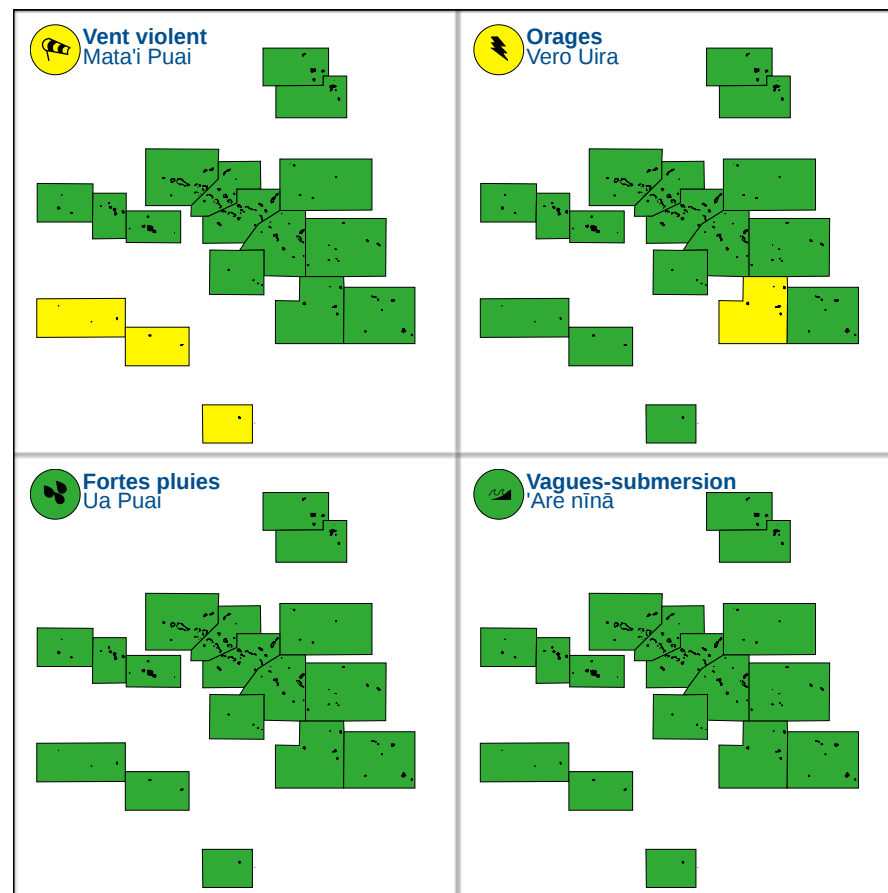 Vent violent
Mata'i Puai
Orages
Vero Uira
Fortes pluies
Ua Puai
Vagues-submersion
'Are nīnā